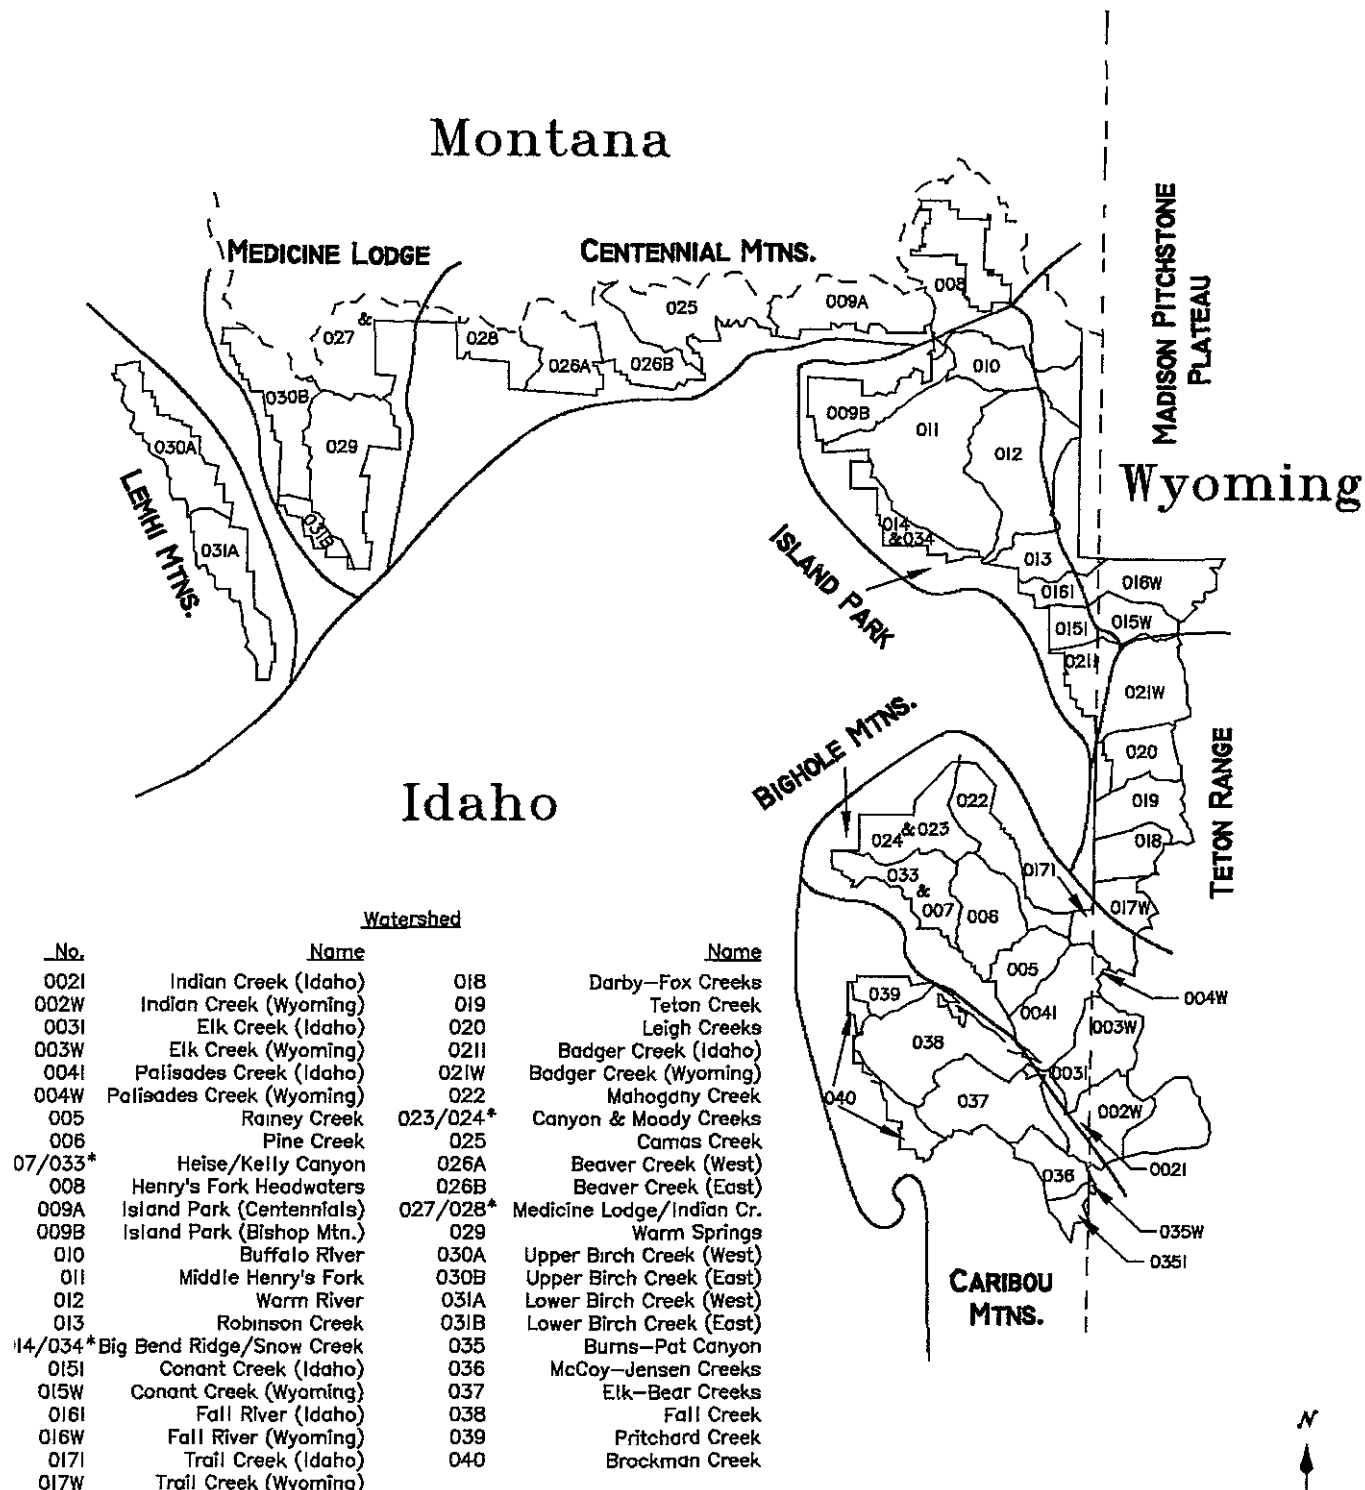 Montana
MADISON PITCHSTONE
PLATEAU
MEDICINE LODGE
CENTENNIAL MTNS.
008
025
009A
027
&
028
026A
026B
010
030B
009B
011
029
012
030A
Wyoming
LEMHI MTNS.
031B
014
&034
031A
ISLAND PARK
013
016I
016W
015I
015W
021I
021W
BIGHOLE MTNS.
020
TETON RANGE
Idaho
022
019
024 & 023
018
033
&
007
017I
006
017W
005
004W
039
004I
003W
038
003I
040
037
002W
002I
036
035W
035I
CARIBOU
MTNS.
N
Watershed
No. Name Name
002I Indian Creek (Idaho) 018 Darby–Fox Creeks
002W Indian Creek (Wyoming) 019 Teton Creek
003I Elk Creek (Idaho) 020 Leigh Creeks
003W Elk Creek (Wyoming) 021I Badger Creek (Idaho)
004I Palisades Creek (Idaho) 021W Badger Creek (Wyoming)
004W Palisades Creek (Wyoming) 022 Mahogany Creek
005 Rainey Creek 023/024* Canyon & Moody Creeks
006 Pine Creek 025 Camas Creek
07/033* Heise/Kelly Canyon 026A Beaver Creek (West)
008 Henry's Fork Headwaters 026B Beaver Creek (East)
009A Island Park (Centennials) 027/028* Medicine Lodge/Indian Cr.
009B Island Park (Bishop Mtn.) 029 Warm Springs
010 Buffalo River 030A Upper Birch Creek (West)
011 Middle Henry's Fork 030B Upper Birch Creek (East)
012 Warm River 031A Lower Birch Creek (West)
013 Robinson Creek 031B Lower Birch Creek (East)
14/034* Big Bend Ridge/Snow Creek 035 Burns–Pat Canyon
015I Conant Creek (Idaho) 036 McCoy–Jensen Creeks
015W Conant Creek (Wyoming) 037 Elk–Bear Creeks
016I Fall River (Idaho) 038 Fall Creek
016W Fall River (Wyoming) 039 Pritchard Creek
017I Trail Creek (Idaho) 040 Brockman Creek
017W Trail Creek (Wyoming)